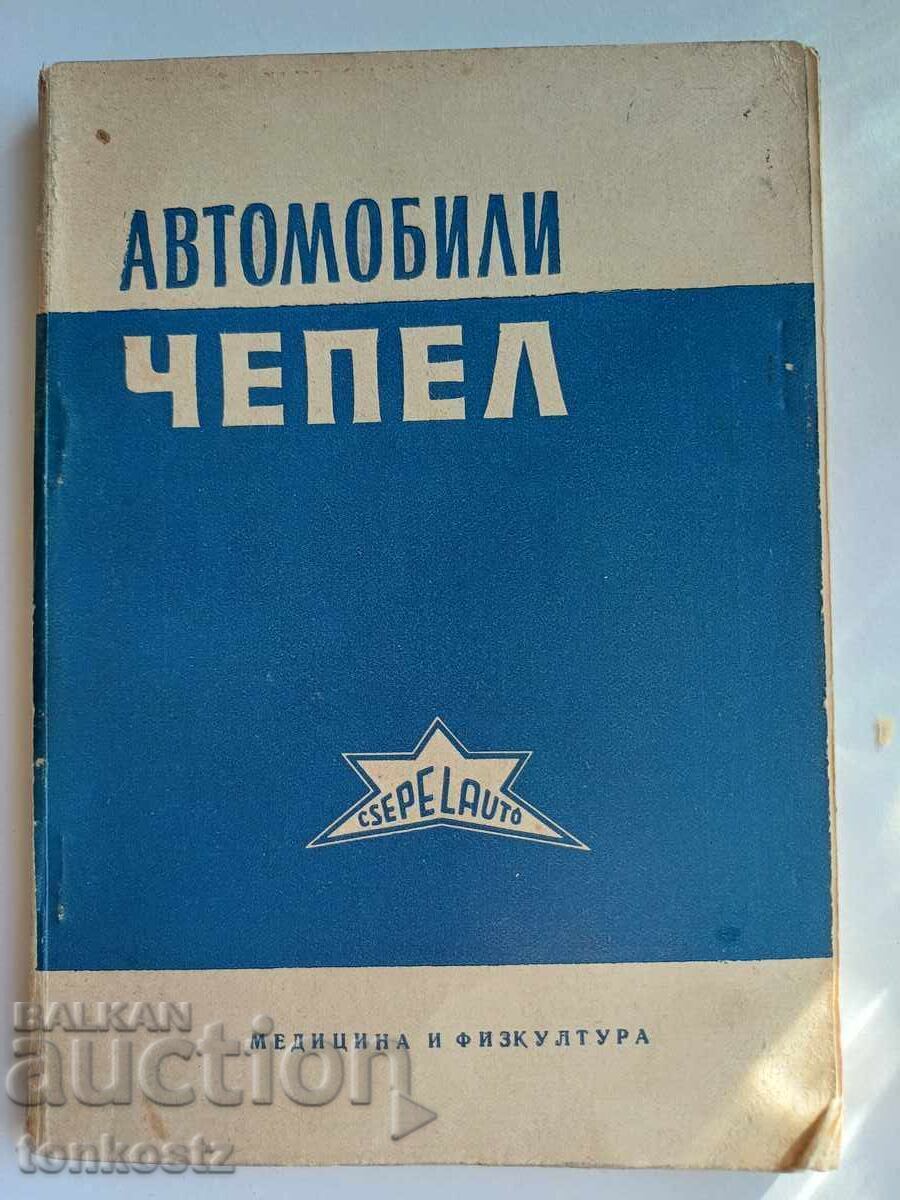 АВТОМОБИЛИ
ЧЕПЕЛ
CSEPELAUTO
МЕДИЦИНА И ФИЗКУЛТУРА
BALKAN
auction
tonkostz